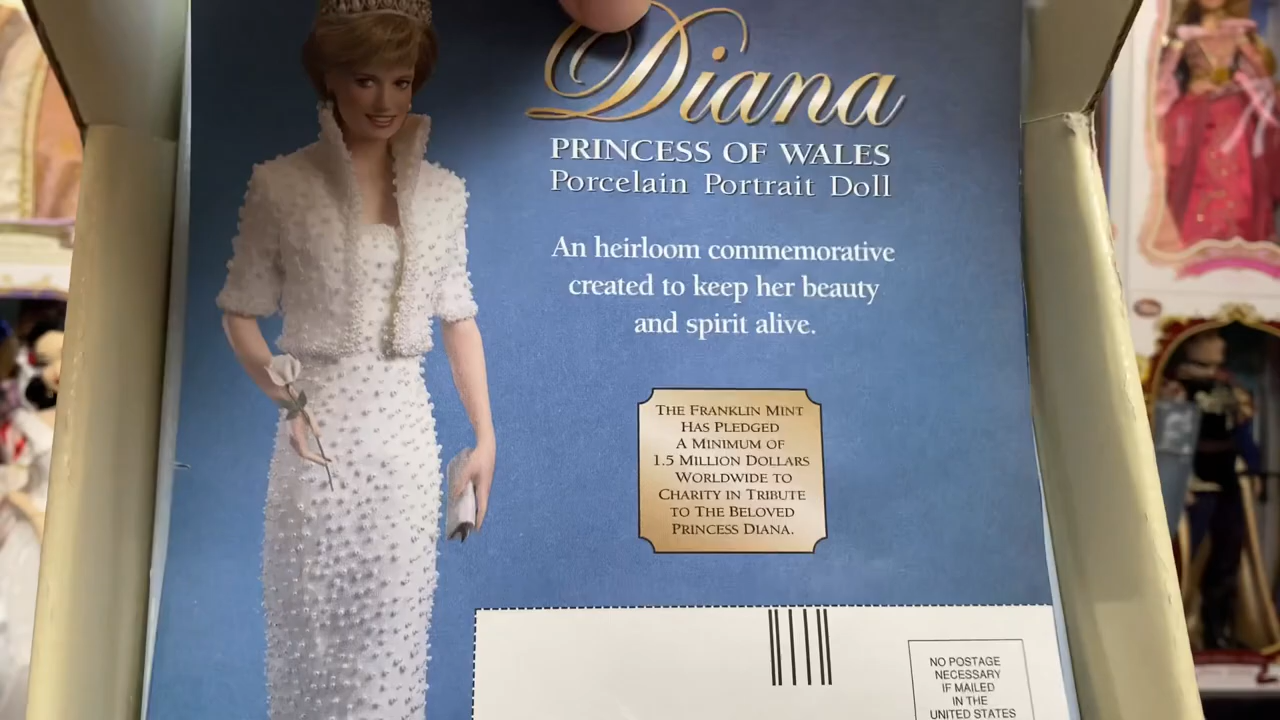 Diana
PRINCESS OF WALES
Porcelain Portrait Doll
An heirloom commemorative
created to keep her beauty
and spirit alive.
THE FRANKLIN MINT
HAS PLEDGED
A MINIMUM OF
1.5 MILLION DOLLARS
WORLDWIDE TO
CHARITY IN TRIBUTE
TO THE BELOVED
PRINCESS DIANA.
NO POSTAGE
NECESSARY
IF MAILED
IN THE
UNITED STATES